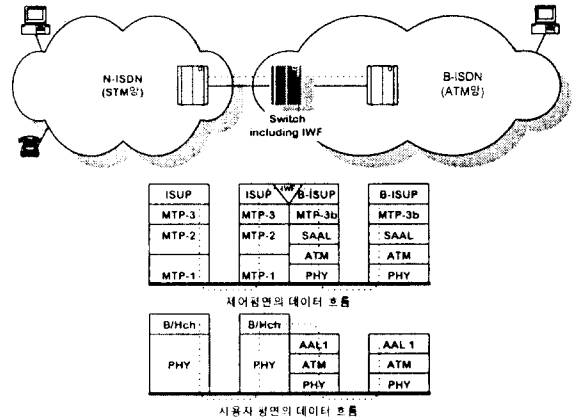 N-ISDN
(STM망)
B-ISDN
(ATM망)
Switch
including IWF
ISUP
ISUP
IWF
B-ISUP
B-ISUP
MTP-3
MTP-3
MTP-3b
MTP-3b
MTP-2
MTP-2
SAAL
SAAL
ATM
ATM
MTP-1
MTP-1
PHY
PHY
제어평면의 데이터 흐름
B/Hch
B/Hch
AAL1
AAL 1
PHY
PHY
ATM
ATM
PHY
PHY
사용자 평면의 데이터 흐름